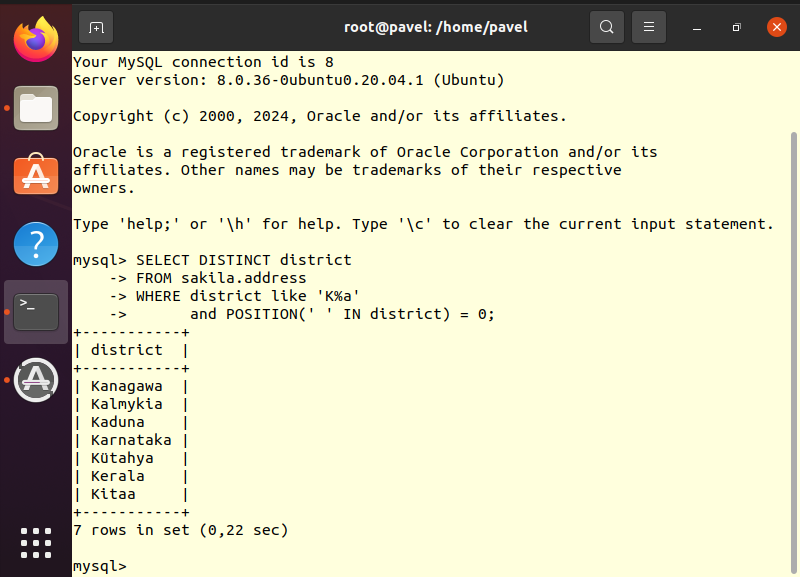 root@pavel: /home/pavel
Your MySQL connection id is 8
Server version: 8.0.36-0ubuntu0.20.04.1 (Ubuntu)
Copyright (c) 2000, 2024, Oracle and/or its affiliates.
Oracle is a registered trademark of Oracle Corporation and/or its
affiliates. Other names may be trademarks of their respective
owners.
Type 'help;' or '\h' for help. Type '\c' to clear the current input statement.
mysql> SELECT DISTINCT district
    -> FROM sakila.address
    -> WHERE district like 'K%a'
    ->       and POSITION(' ' IN district) = 0;
+-----------+
| district  |
+-----------+
| Kanagawa  |
| Kalmykia  |
| Kaduna    |
| Karnataka |
| Kütahya   |
| Kerala    |
| Kitaa     |
+-----------+
7 rows in set (0,22 sec)
mysql>